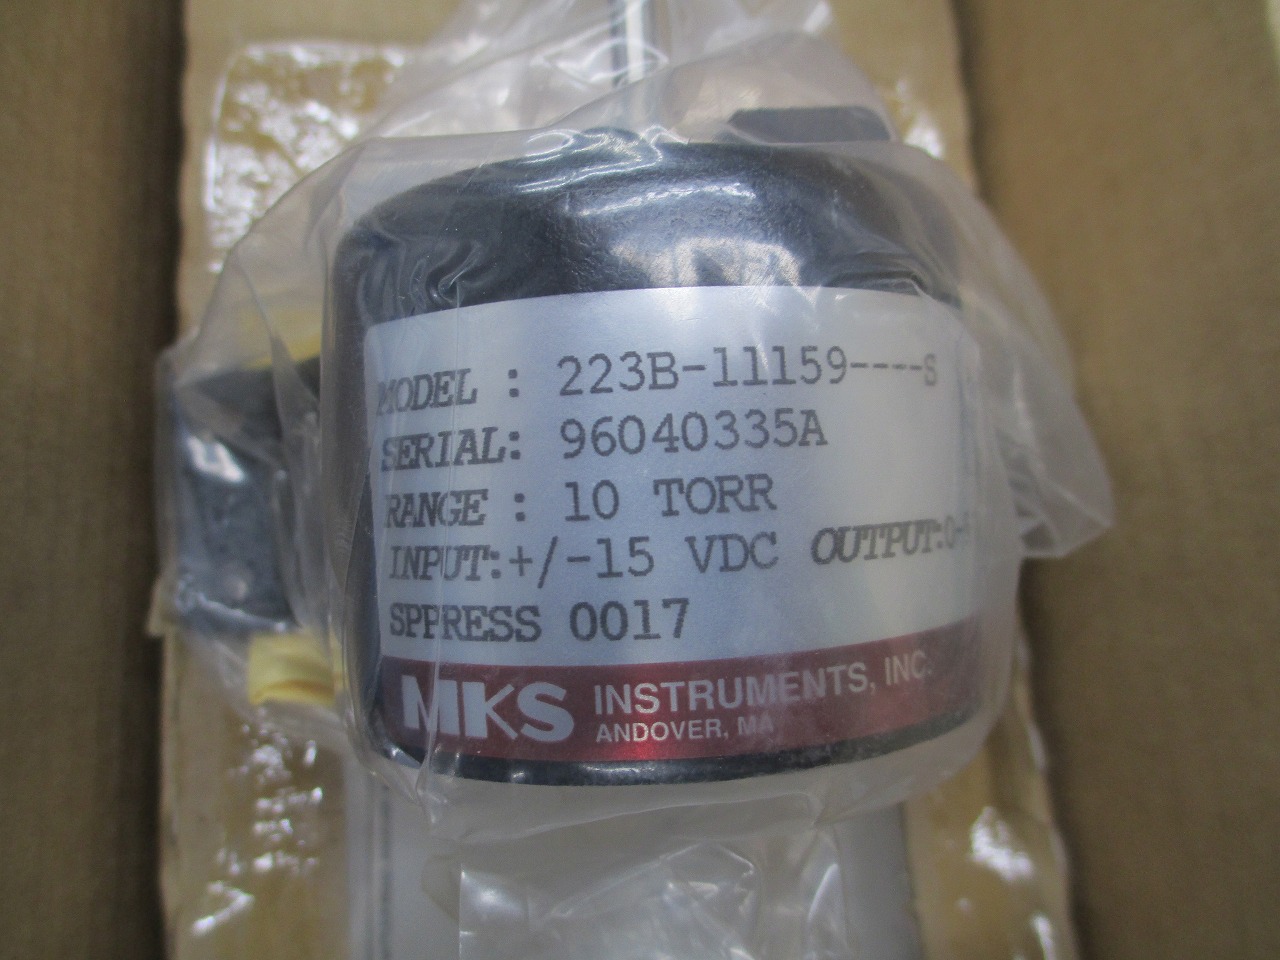 MODEL : 223B-11159----S
SERIAL: 96040335A
RANGE : 10 TORR
INPUT:+/-15 VDC OUTPUT:0-
SPPRESS 0017
MKS INSTRUMENTS, INC.
ANDOVER, MA